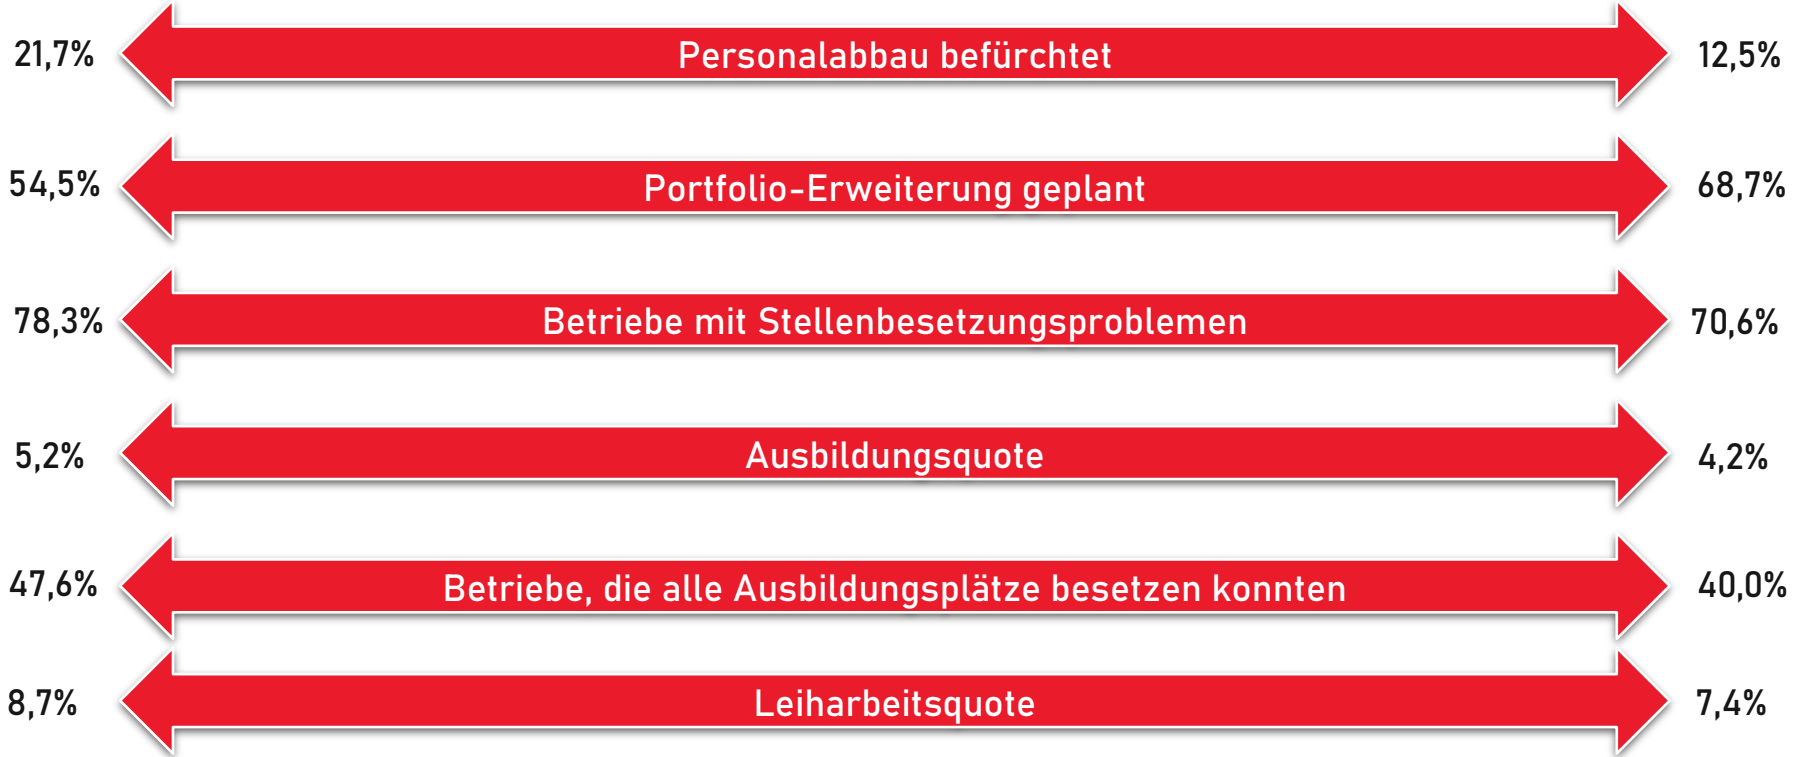 21,7% Personalabbau befürchtet 12,5%
54,5% Portfolio-Erweiterung geplant 68,7%
78,3% Betriebe mit Stellenbesetzungsproblemen 70,6%
5,2% Ausbildungsquote 4,2%
47,6% Betriebe, die alle Ausbildungsplätze besetzen konnten 40,0%
8,7% Leiharbeitsquote 7,4%